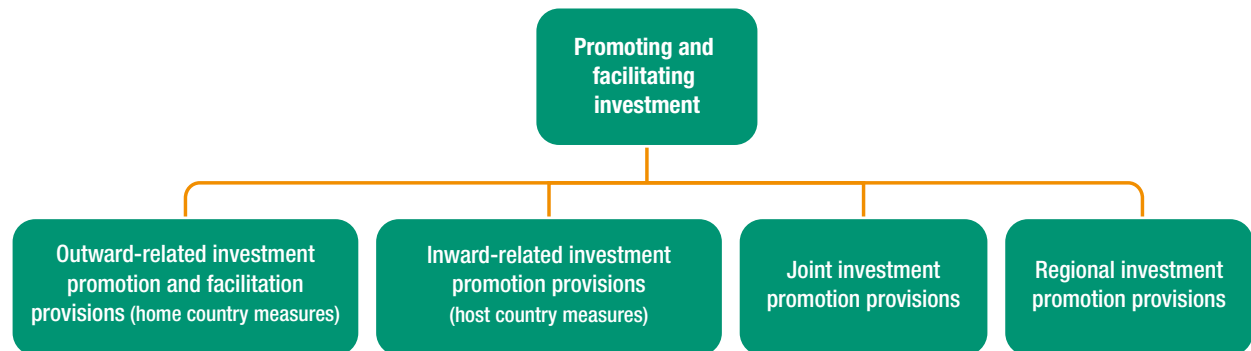 Promoting and
facilitating
investment
Outward-related investment
promotion and facilitation
provisions (home country measures)
Inward-related investment
promotion provisions
(host country measures)
Joint investment
promotion provisions
Regional investment
promotion provisions